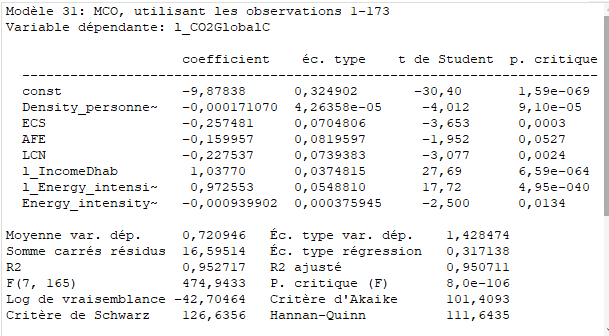 Modèle 31: MCO, utilisant les observations 1-173
Variable dépendante: l_CO2GlobalC
coefficient éc. type t de Student p. critique
------------------------------------------------------------------------
const -9,87838 0,324902 -30,40 1,59e-069
Density_personne~ -0,000171070 4,26358e-05 -4,012 9,10e-05
ECS -0,257481 0,0704806 -3,653 0,0003
AFE -0,159957 0,0819597 -1,952 0,0527
LCN -0,227537 0,0739383 -3,077 0,0024
l_IncomeDhab 1,03770 0,0374815 27,69 6,59e-064
l_Energy_intensi~ 0,972553 0,0548810 17,72 4,95e-040
Energy_intensity~ -0,000939902 0,000375945 -2,500 0,0134
Moyenne var. dép. 0,720946 Éc. type var. dép. 1,428474
Somme carrés résidus 16,59514 Éc. type régression 0,317138
R2 0,952717 R2 ajusté 0,950711
F(7, 165) 474,9433 P. critique (F) 8,0e-106
Log de vraisemblance -42,70464 Critère d'Akaike 101,4093
Critère de Schwarz 126,6356 Hannan-Quinn 111,6435